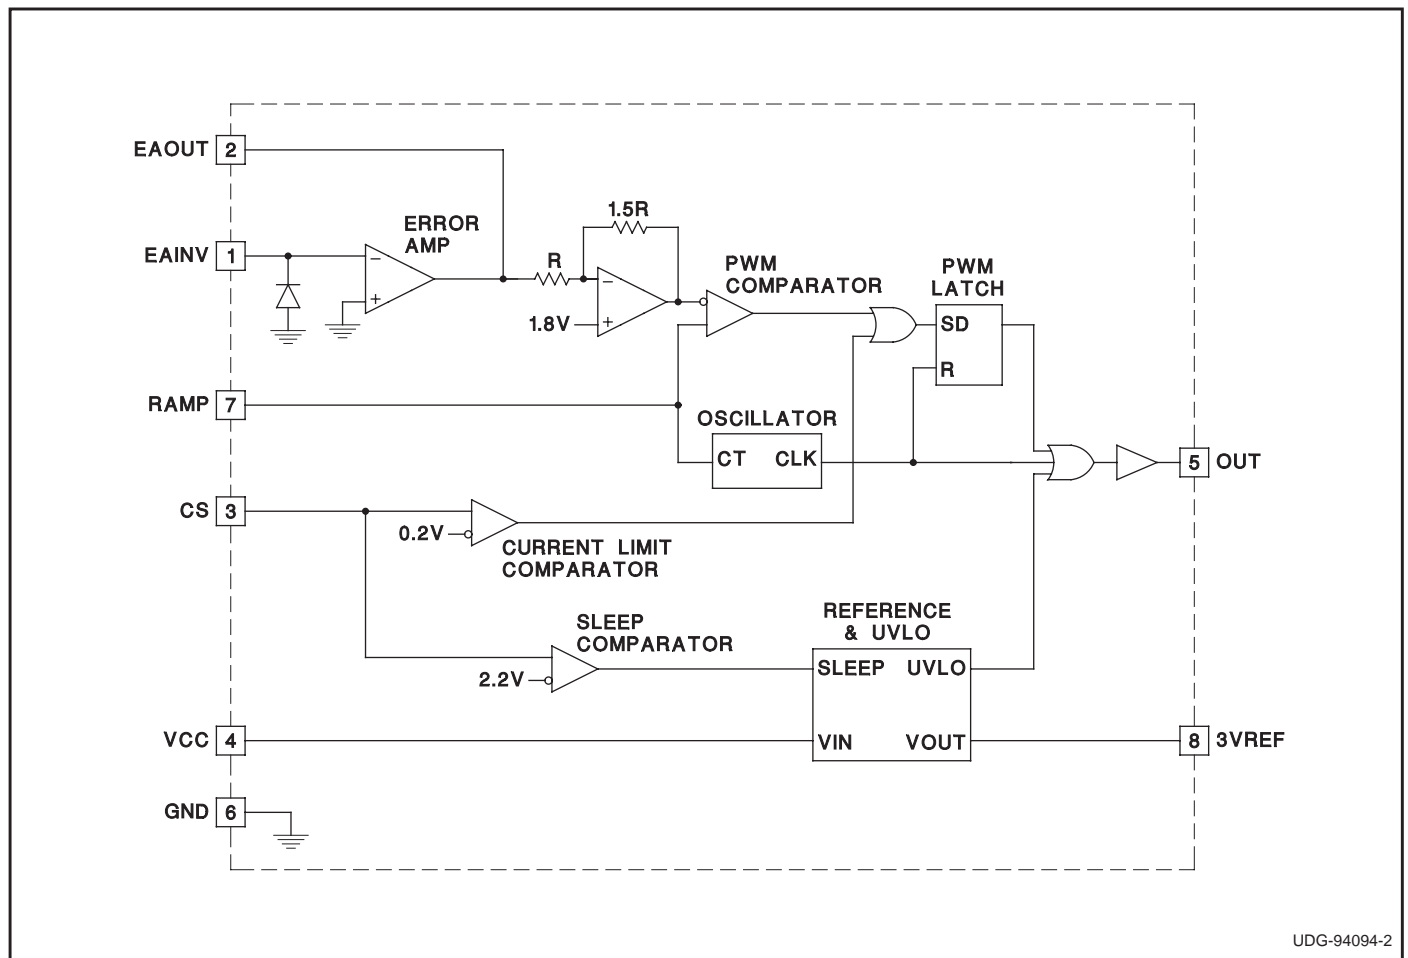 EAOUT 2
1.5R
ERROR
AMP
EAINV 1
−
+
R
−
1.8V
+
PWM
COMPARATOR
PWM
LATCH
SD
R
RAMP 7
OSCILLATOR
CT CLK
5 OUT
CS 3
0.2V
CURRENT LIMIT
COMPARATOR
SLEEP
COMPARATOR
2.2V
REFERENCE
& UVLO
SLEEP UVLO
VCC 4
VIN VOUT
8 3VREF
GND 6
UDG-94094-2